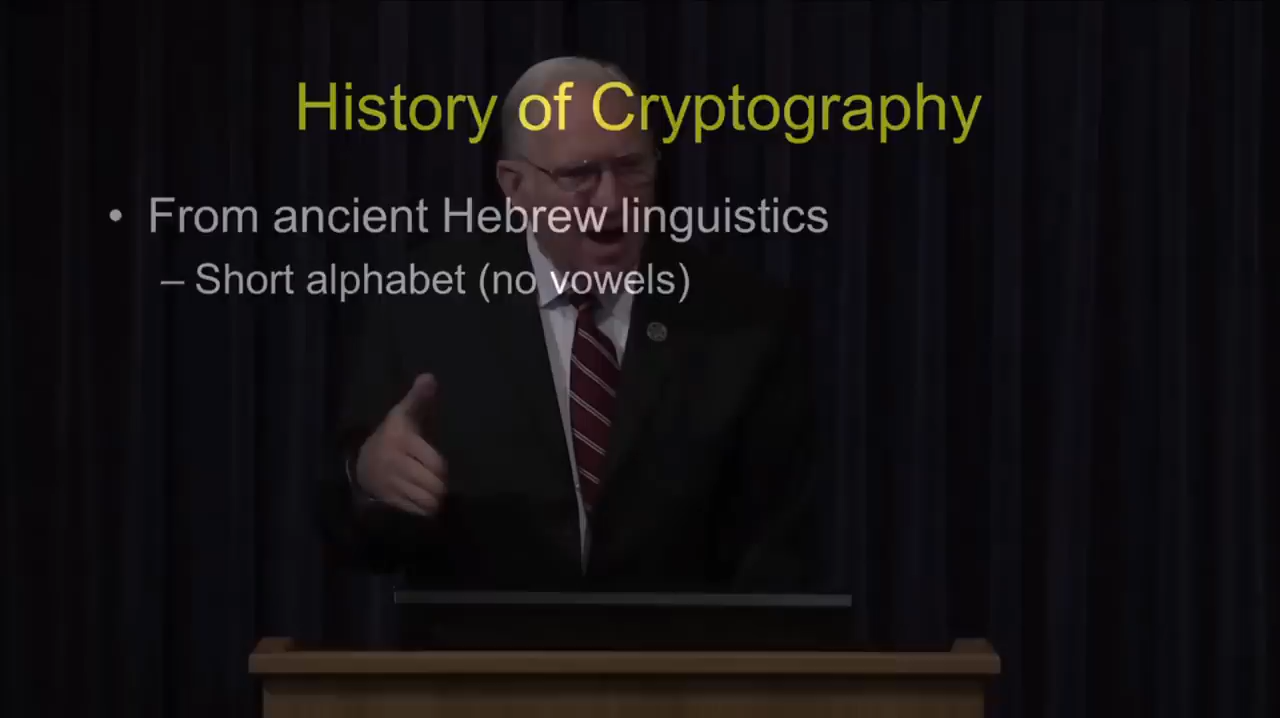 History of Cryptography
• From ancient Hebrew linguistics
– Short alphabet (no vowels)